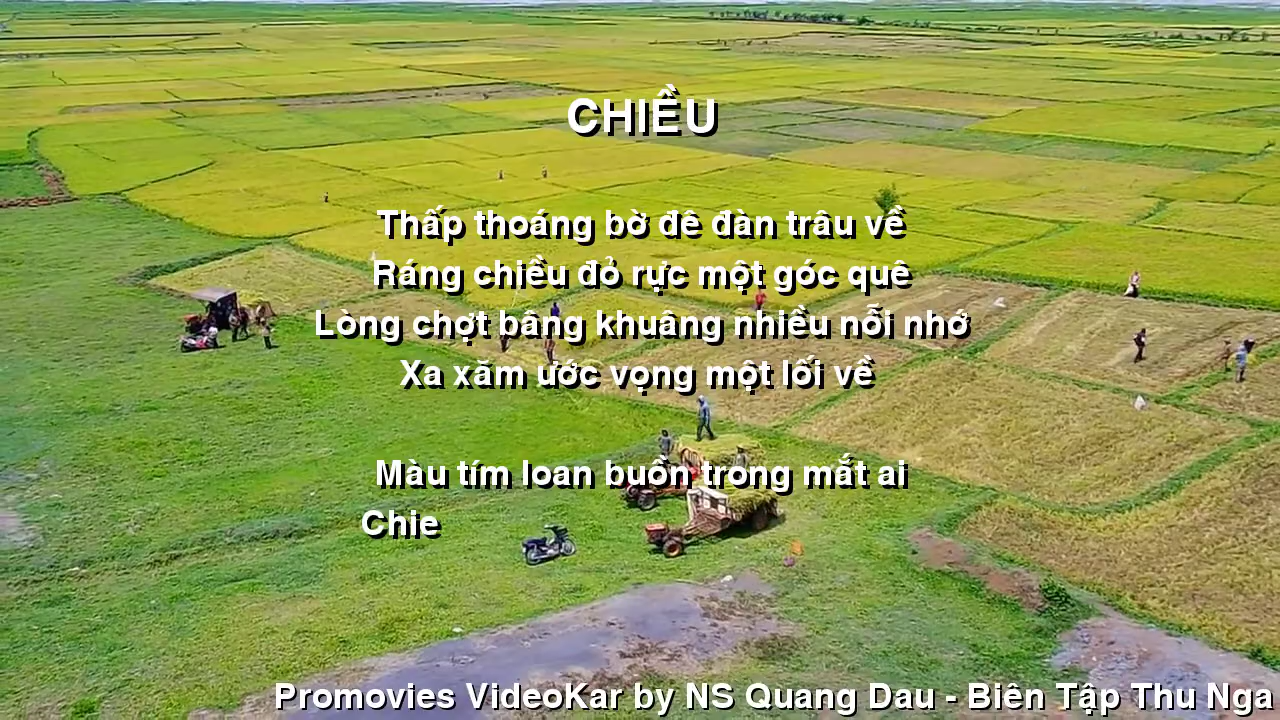 CHIỀU
Thấp thoáng bờ đê đàn trâu về
Ráng chiều đỏ rực một góc quê
Lòng chợt bâng khuâng nhiều nỗi nhớ
Xa xăm ước vọng một lối về
Màu tím loan buồn trong mắt ai
Chie
Promovies VideoKar by NS Quang Dau - Biên Tập Thu Nga